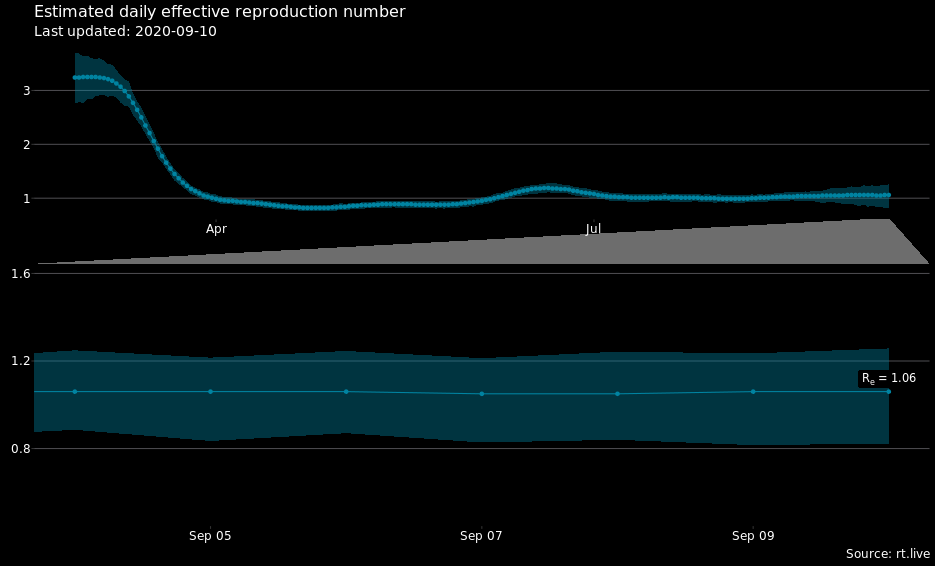 Estimated daily effective reproduction number
Last updated: 2020-09-10
3
2
1
Apr Jul
1.6
1.2
Re = 1.06
0.8
Sep 05 Sep 07 Sep 09
Source: rt.live